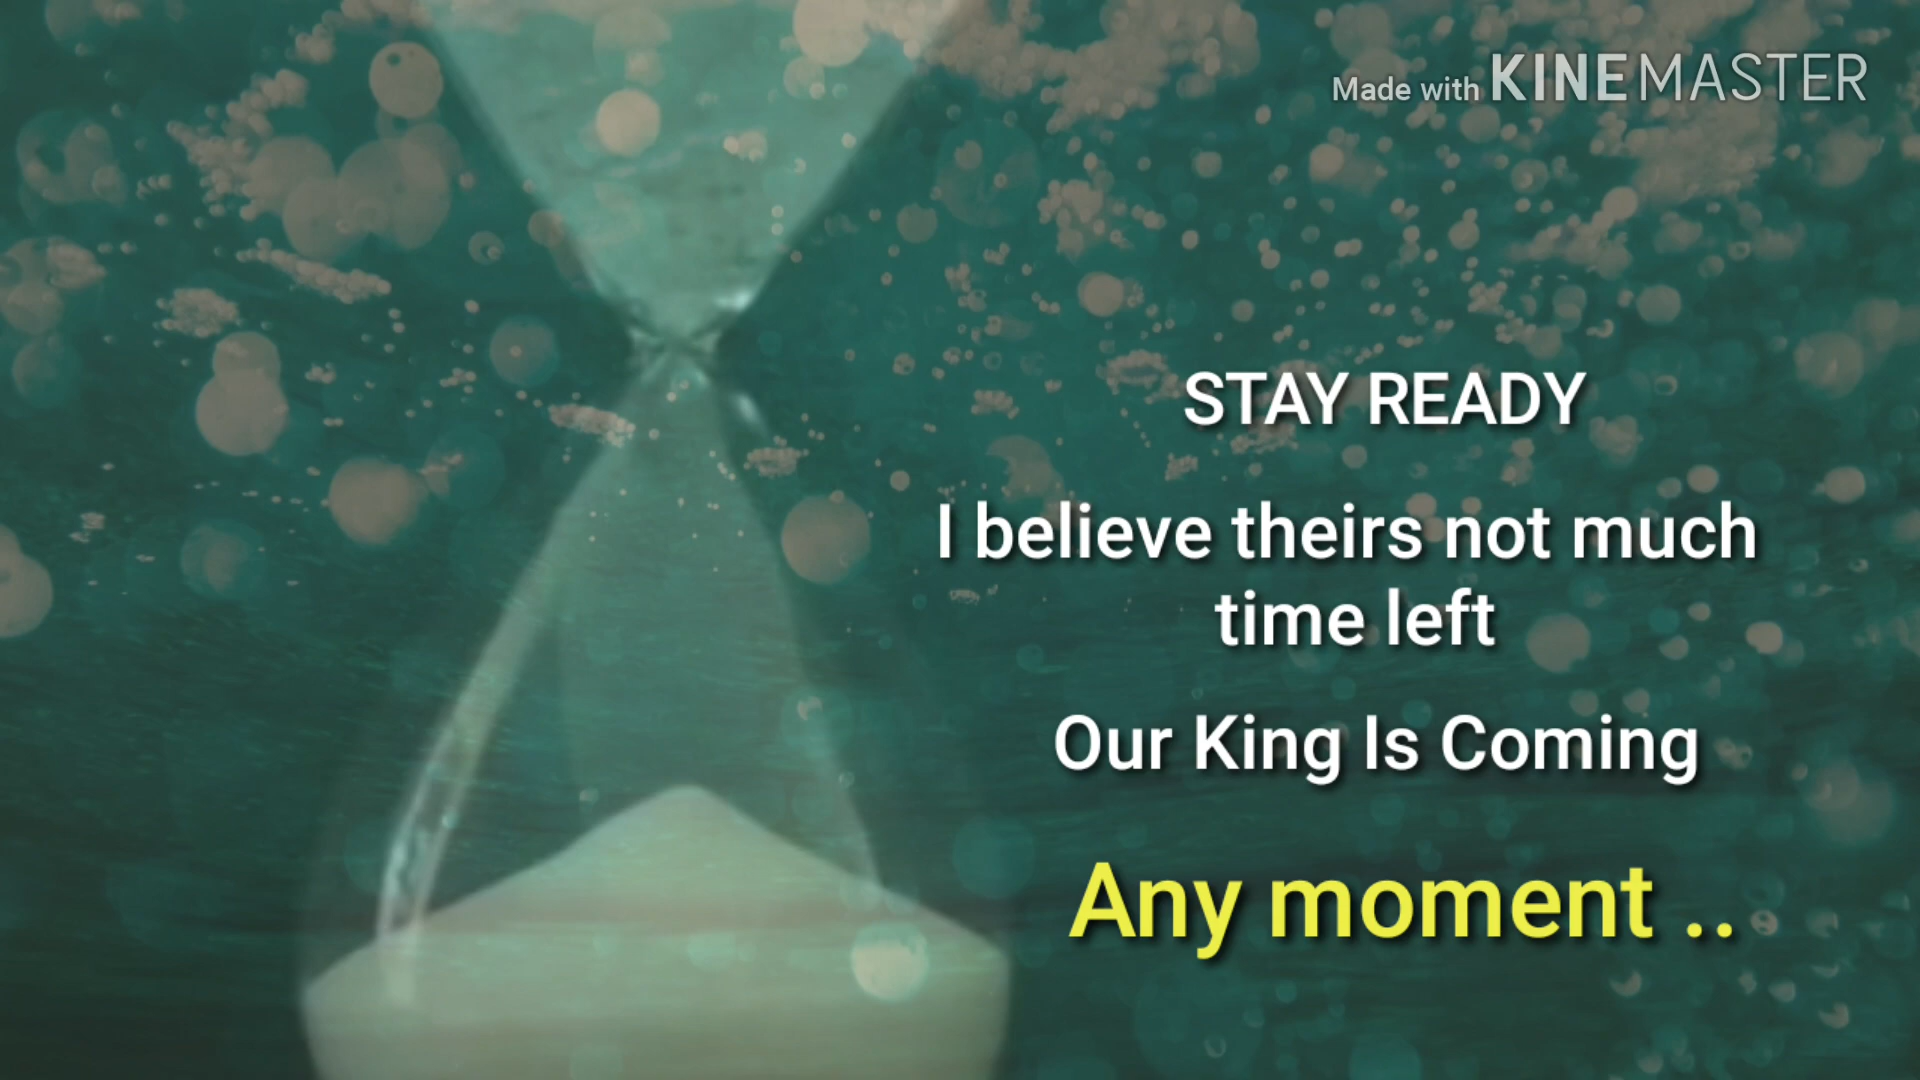 Made with KINEMASTER
STAY READY
I believe theirs not much
time left
Our King Is Coming
Any moment ..